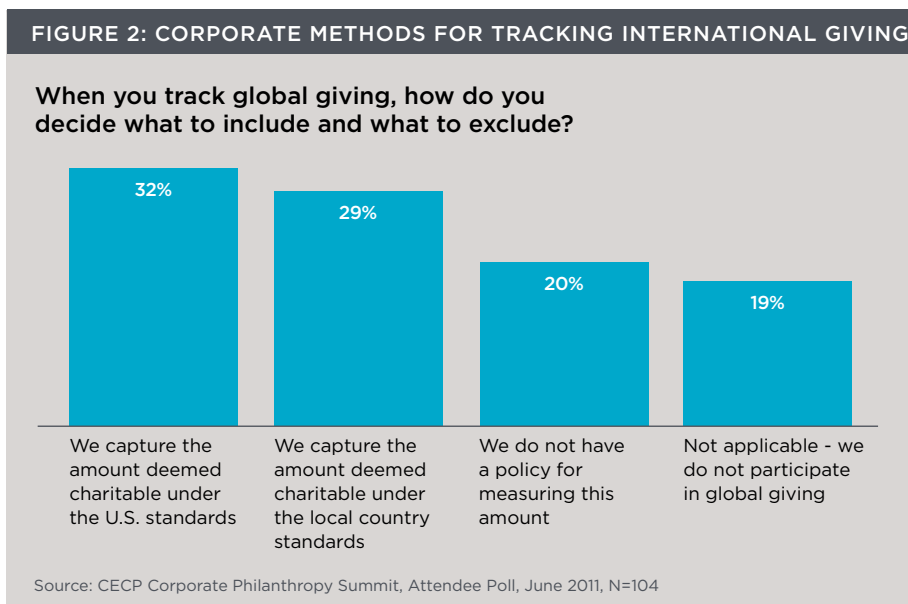 FIGURE 2: CORPORATE METHODS FOR TRACKING INTERNATIONAL GIVING
When you track global giving, how do you
decide what to include and what to exclude?
32%
29%
20%
19%
We capture the
amount deemed
charitable under
the U.S. standards
We capture the
amount deemed
charitable under
the local country
standards
We do not have
a policy for
measuring this
amount
Not applicable - we
do not participate
in global giving
Source: CECP Corporate Philanthropy Summit, Attendee Poll, June 2011, N=104